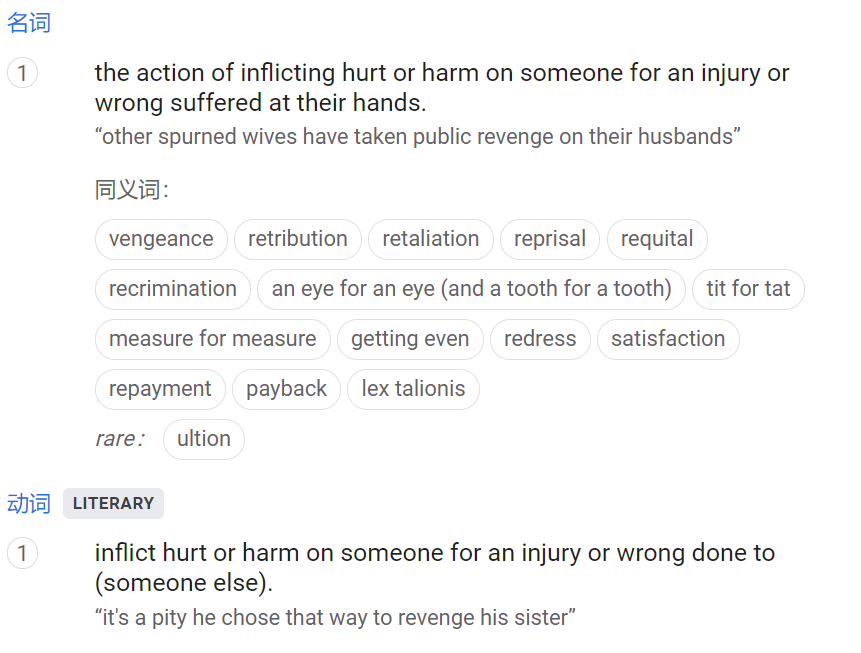 名词
1
the action of inflicting hurt or harm on someone for an injury or
wrong suffered at their hands.
“other spurned wives have taken public revenge on their husbands”
同义词：
vengeance retribution retaliation reprisal requital
recrimination an eye for an eye (and a tooth for a tooth) tit for tat
measure for measure getting even redress satisfaction
repayment payback lex talionis
rare： ultion
动词 LITERARY
1
inflict hurt or harm on someone for an injury or wrong done to
(someone else).
“it's a pity he chose that way to revenge his sister”